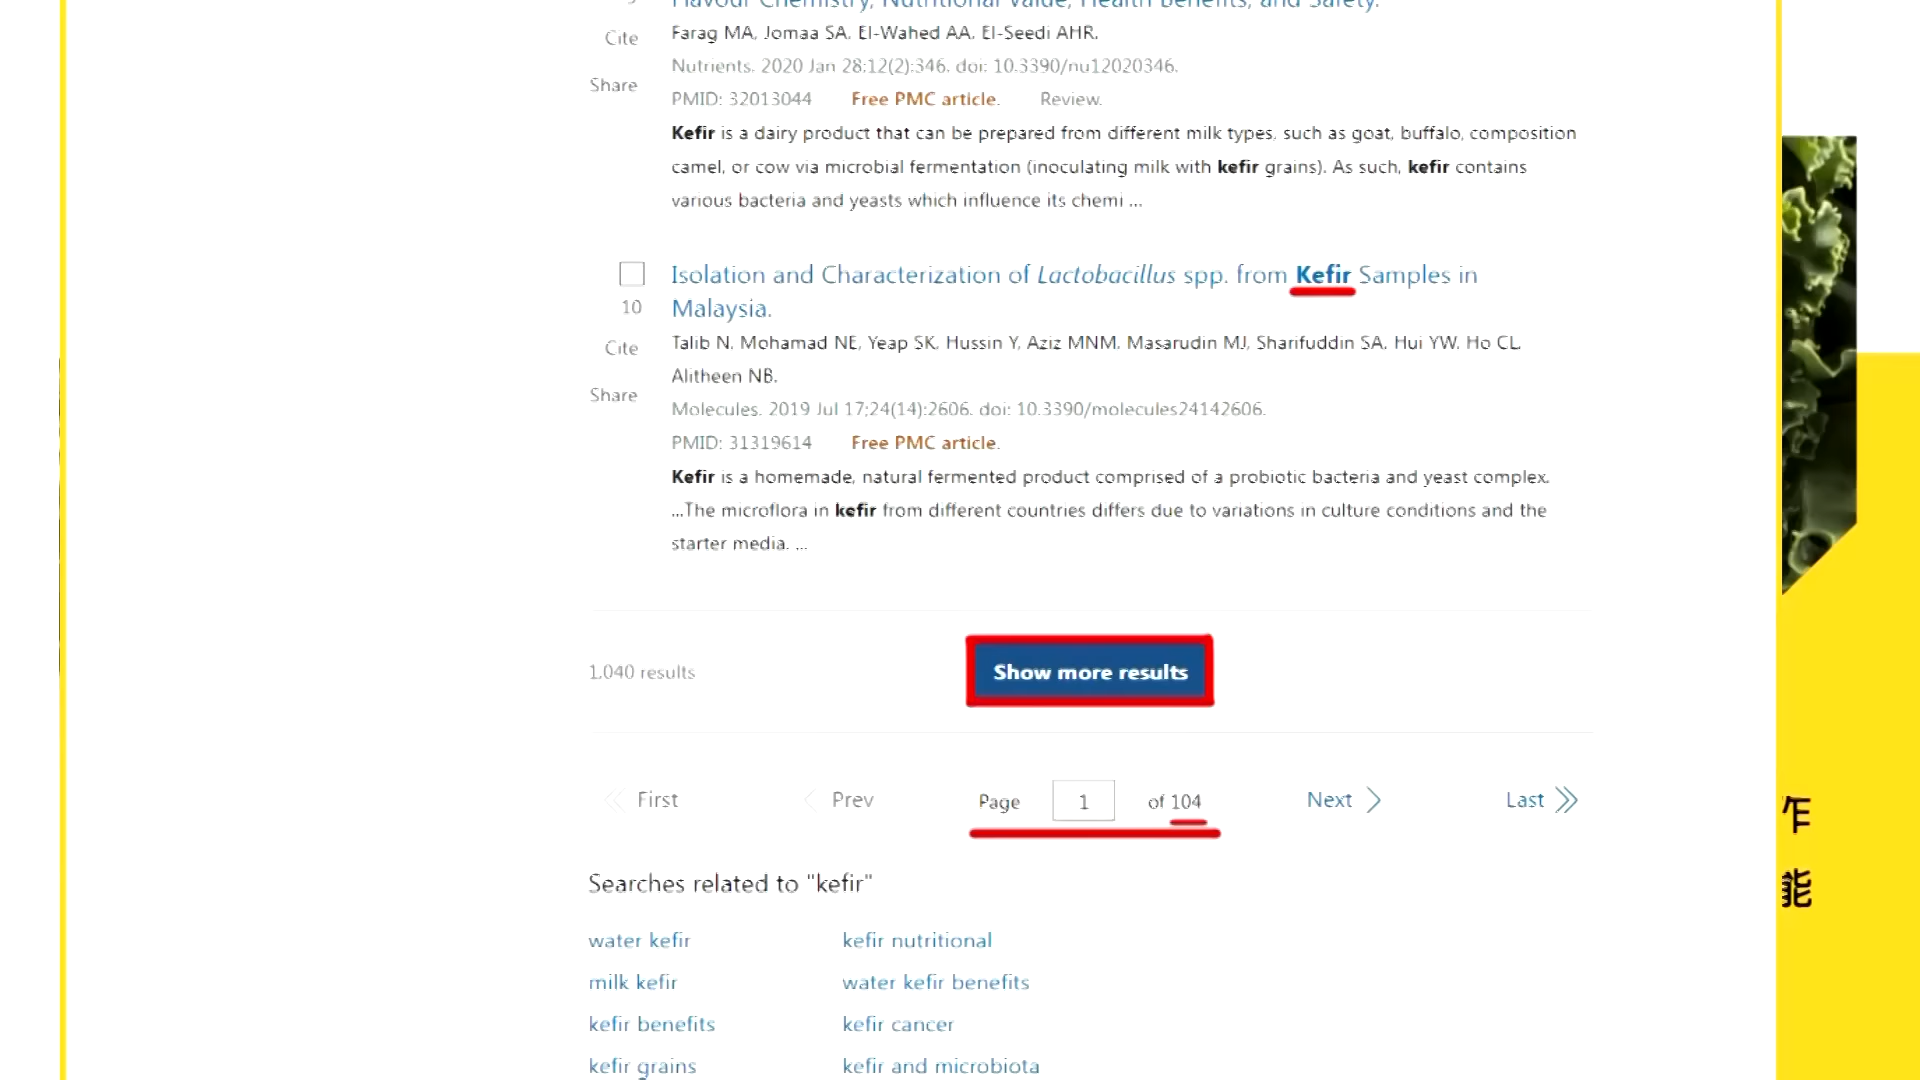 Flavour Chemistry, Nutritional Value, Health Benefits, and Safety.
Cite
Farag MA, Jomaa SA, El-Wahed AA, El-Seedi AHR.
Nutrients. 2020 Jan 28;12(2):346. doi: 10.3390/nu12020346.
Share
PMID: 32013044 Free PMC article. Review.
Kefir is a dairy product that can be prepared from different milk types, such as goat, buffalo, composition
camel, or cow via microbial fermentation (inoculating milk with kefir grains). As such, kefir contains
various bacteria and yeasts which influence its chemi ...
Isolation and Characterization of Lactobacillus spp. from Kefir Samples in
10
Malaysia.
Cite
Talib N, Mohamad NE, Yeap SK, Hussin Y, Aziz MNM, Masarudin MJ, Sharifuddin SA, Hui YW, Ho CL,
Alitheen NB.
Share
Molecules. 2019 Jul 17;24(14):2606. doi: 10.3390/molecules24142606.
PMID: 31319614 Free PMC article.
Kefir is a homemade, natural fermented product comprised of a probiotic bacteria and yeast complex.
...The microflora in kefir from different countries differs due to variations in culture conditions and the
starter media. ...
1,040 results
Show more results
First Prev Page 1 of 104 Next Last
Searches related to "kefir"
water kefir kefir nutritional
milk kefir water kefir benefits
kefir benefits kefir cancer
kefir grains kefir and microbiota
能